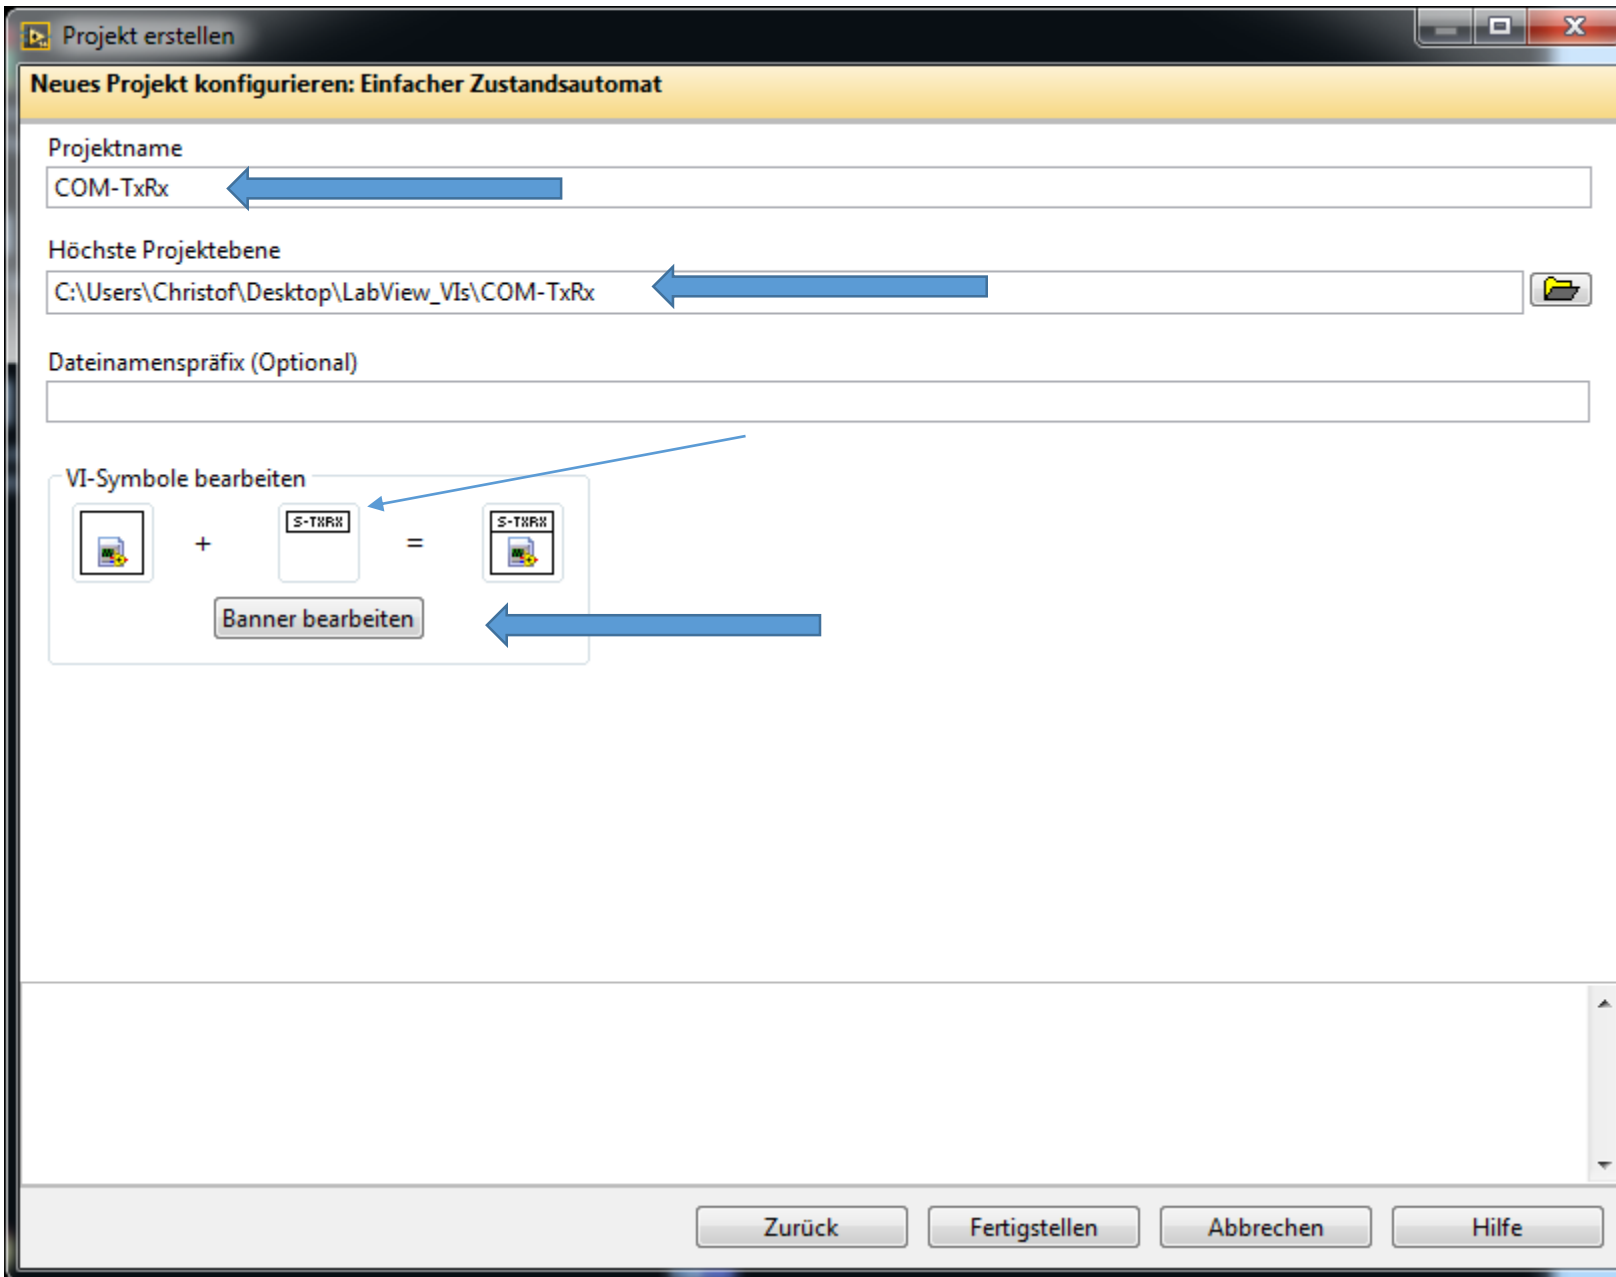 Projekt erstellen
Neues Projekt konfigurieren: Einfacher Zustandsautomat
Projektname
COM-TxRx
Höchste Projektebene
C:\Users\Christof\Desktop\LabView_VIs\COM-TxRx
Dateinamenspräfix (Optional)
VI-Symbole bearbeiten
+ S-TXRX = S-TXRX
Banner bearbeiten
Zurück Fertigstellen Abbrechen Hilfe